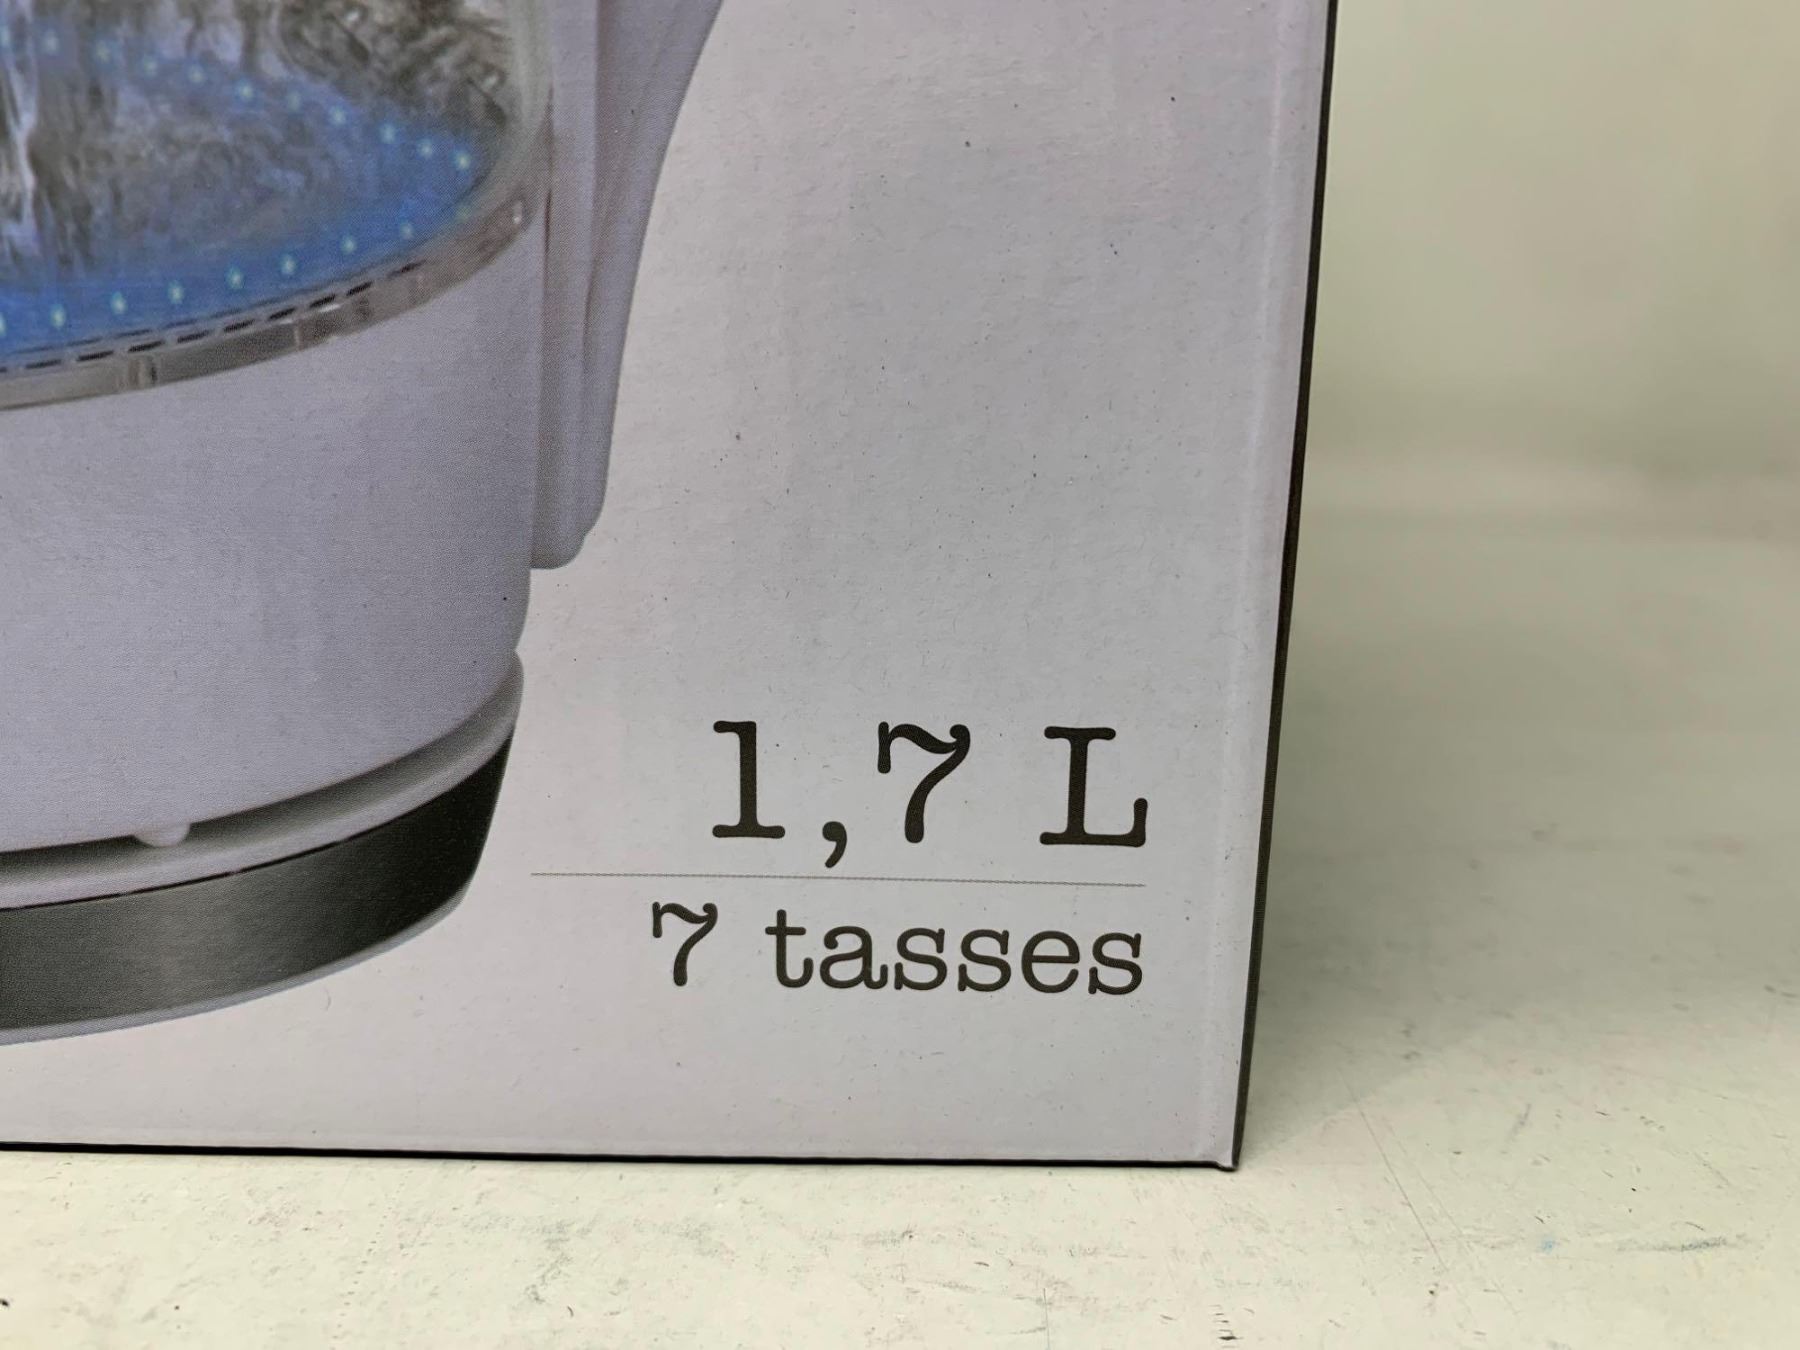 1,7 L
7 tasses